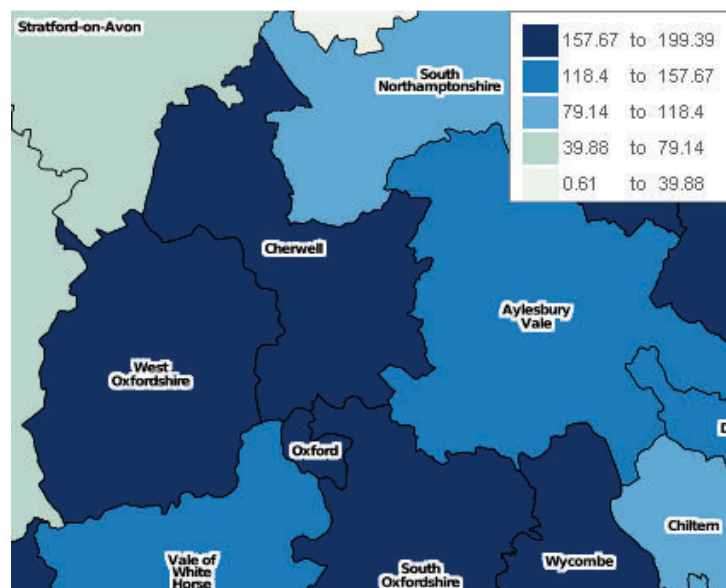 Stratford-on-Avon
South
Northamptonshire
157.67 to 199.39
118.4 to 157.67
79.14 to 118.4
39.88 to 79.14
0.61 to 39.88
Cherwell
Aylesbury
Vale
West
Oxfordshire
Oxford
D
Chiltern
Vale of
White
Horse
South
Oxfordshire
Wycombe